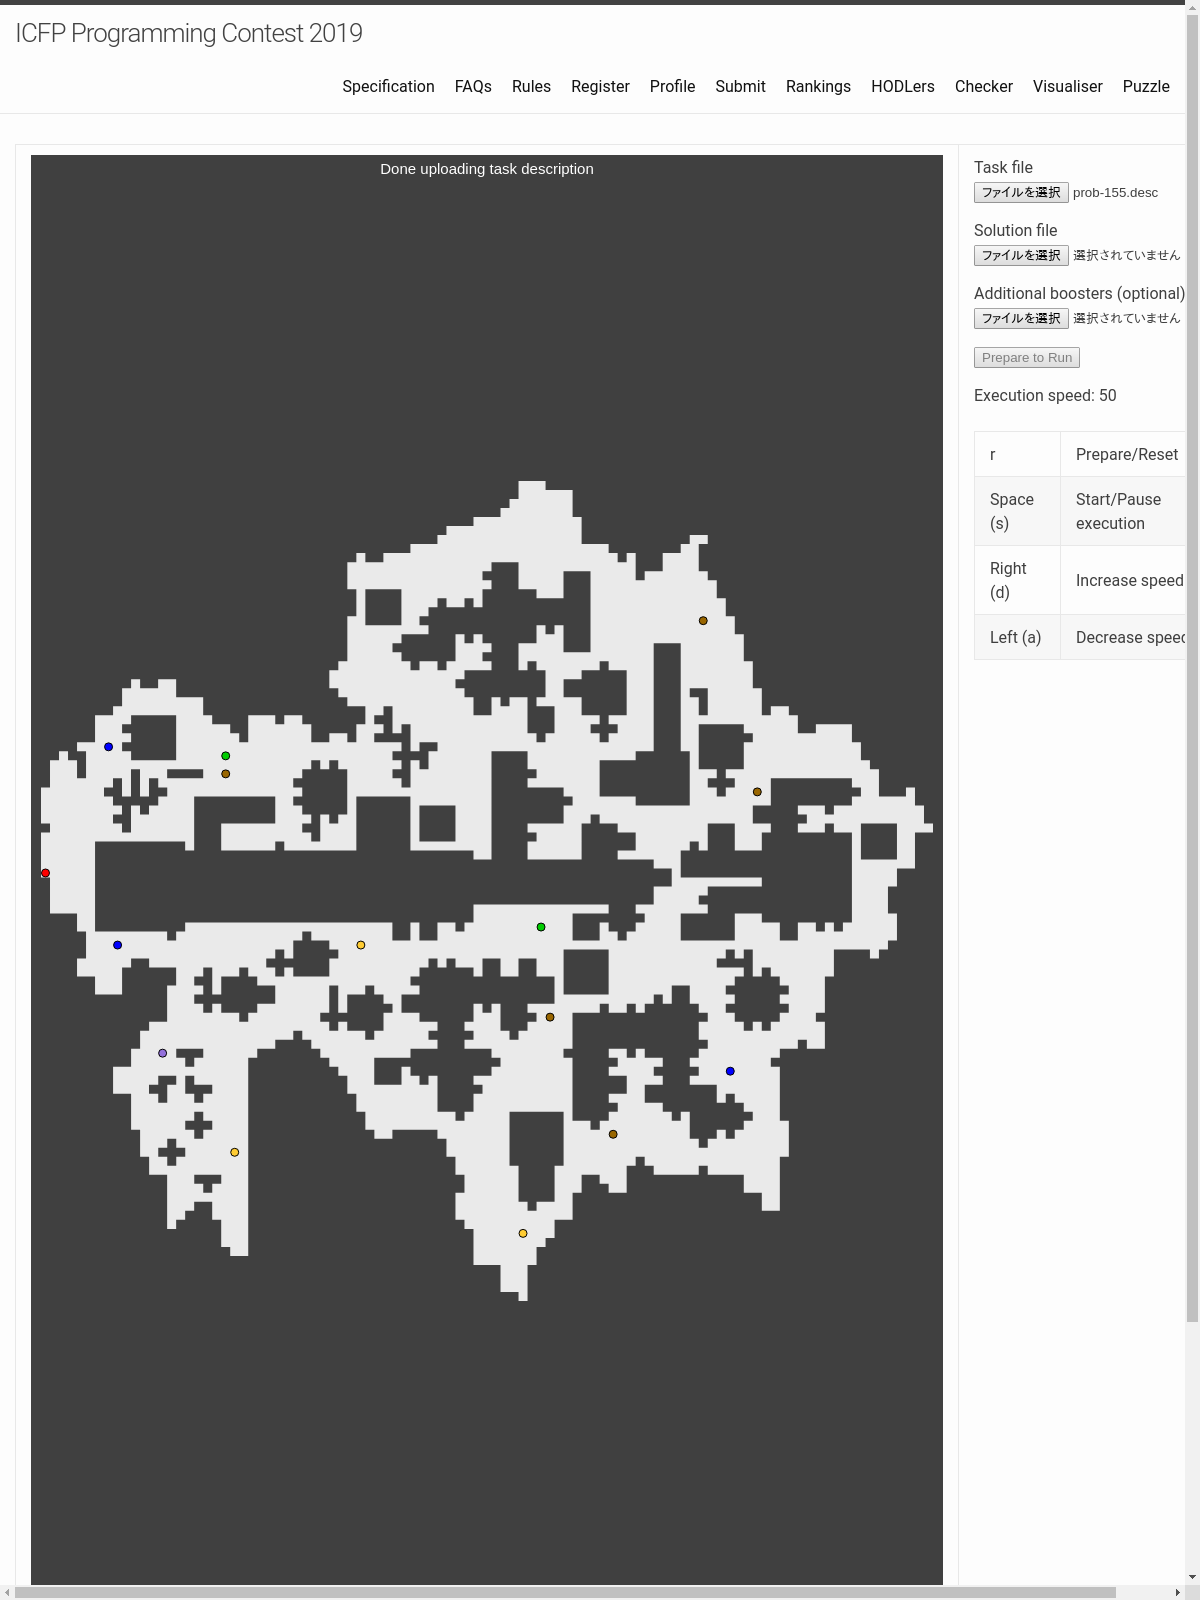 ICFP Programming Contest 2019
Specification FAQs Rules Register Profile Submit Rankings HODLers Checker Visualiser Puzzle
Done uploading task description
Task file
ファイルを選択 prob-155.desc
Solution file
ファイルを選択 選択されていません
Additional boosters (optional)
ファイルを選択 選択されていません
Prepare to Run
Execution speed: 50
r Prepare/Reset
Space Start/Pause
(s) execution
Right Increase speed
(d)
Left (a) Decrease speed